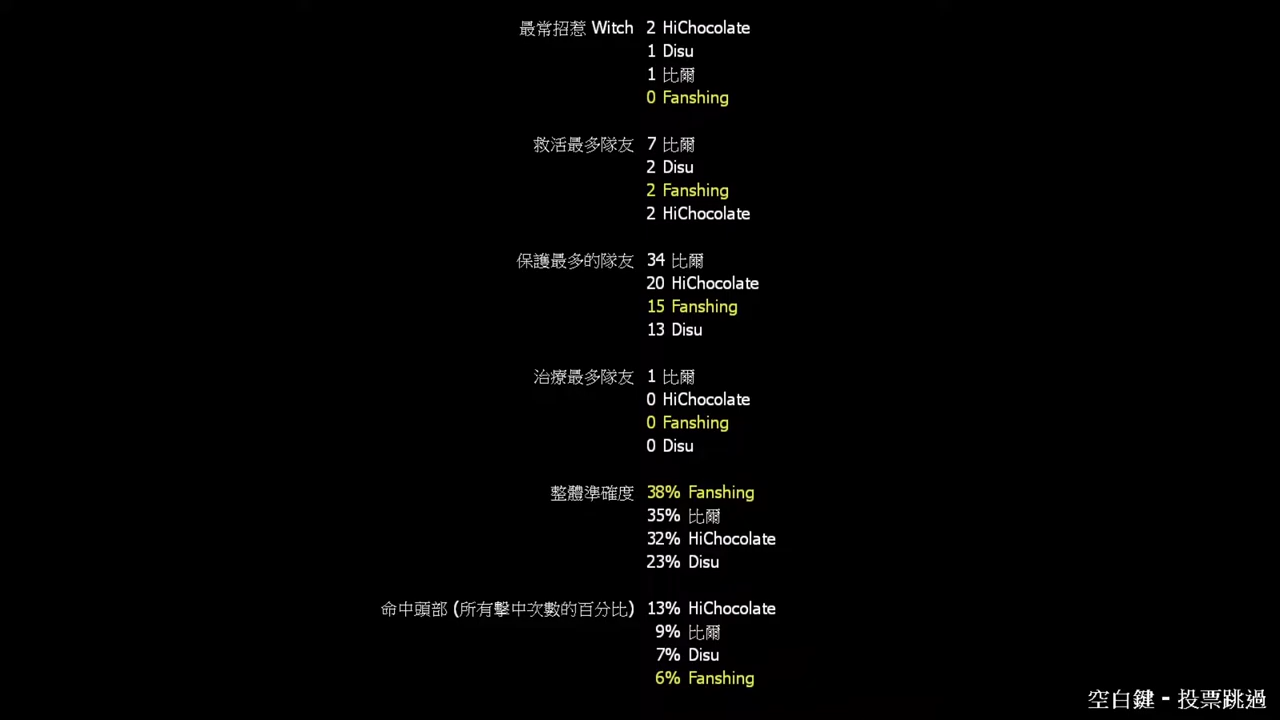 最常招惹 Witch 2 HiChocolate
1 Disu
1 比爾
0 Fanshing
救活最多隊友 7 比爾
2 Disu
2 Fanshing
2 HiChocolate
保護最多的隊友 34 比爾
20 HiChocolate
15 Fanshing
13 Disu
治療最多隊友 1 比爾
0 HiChocolate
0 Fanshing
0 Disu
整體準確度 38% Fanshing
35% 比爾
32% HiChocolate
23% Disu
命中頭部 (所有擊中次數的百分比) 13% HiChocolate
9% 比爾
7% Disu
6% Fanshing
空白鍵 - 投票跳過